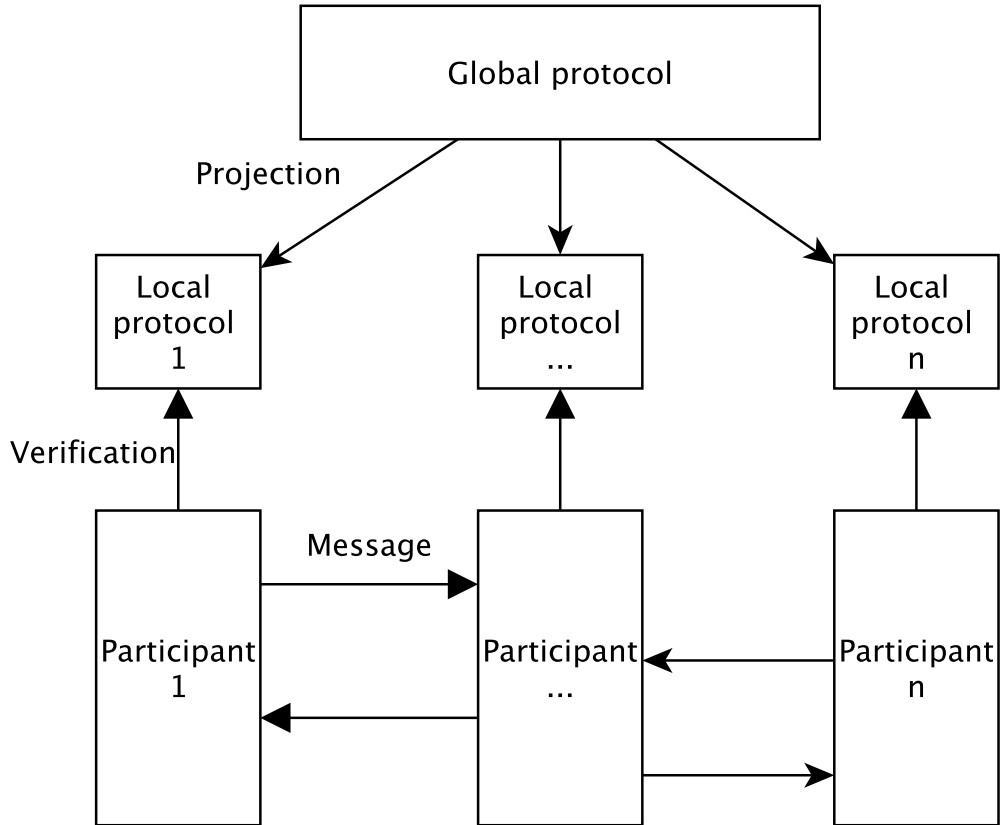 Global protocol
Projection
Local
protocol
1
Local
protocol
...
Local
protocol
n
Verification
Message
Participant
1
Participant
...
Participant
n